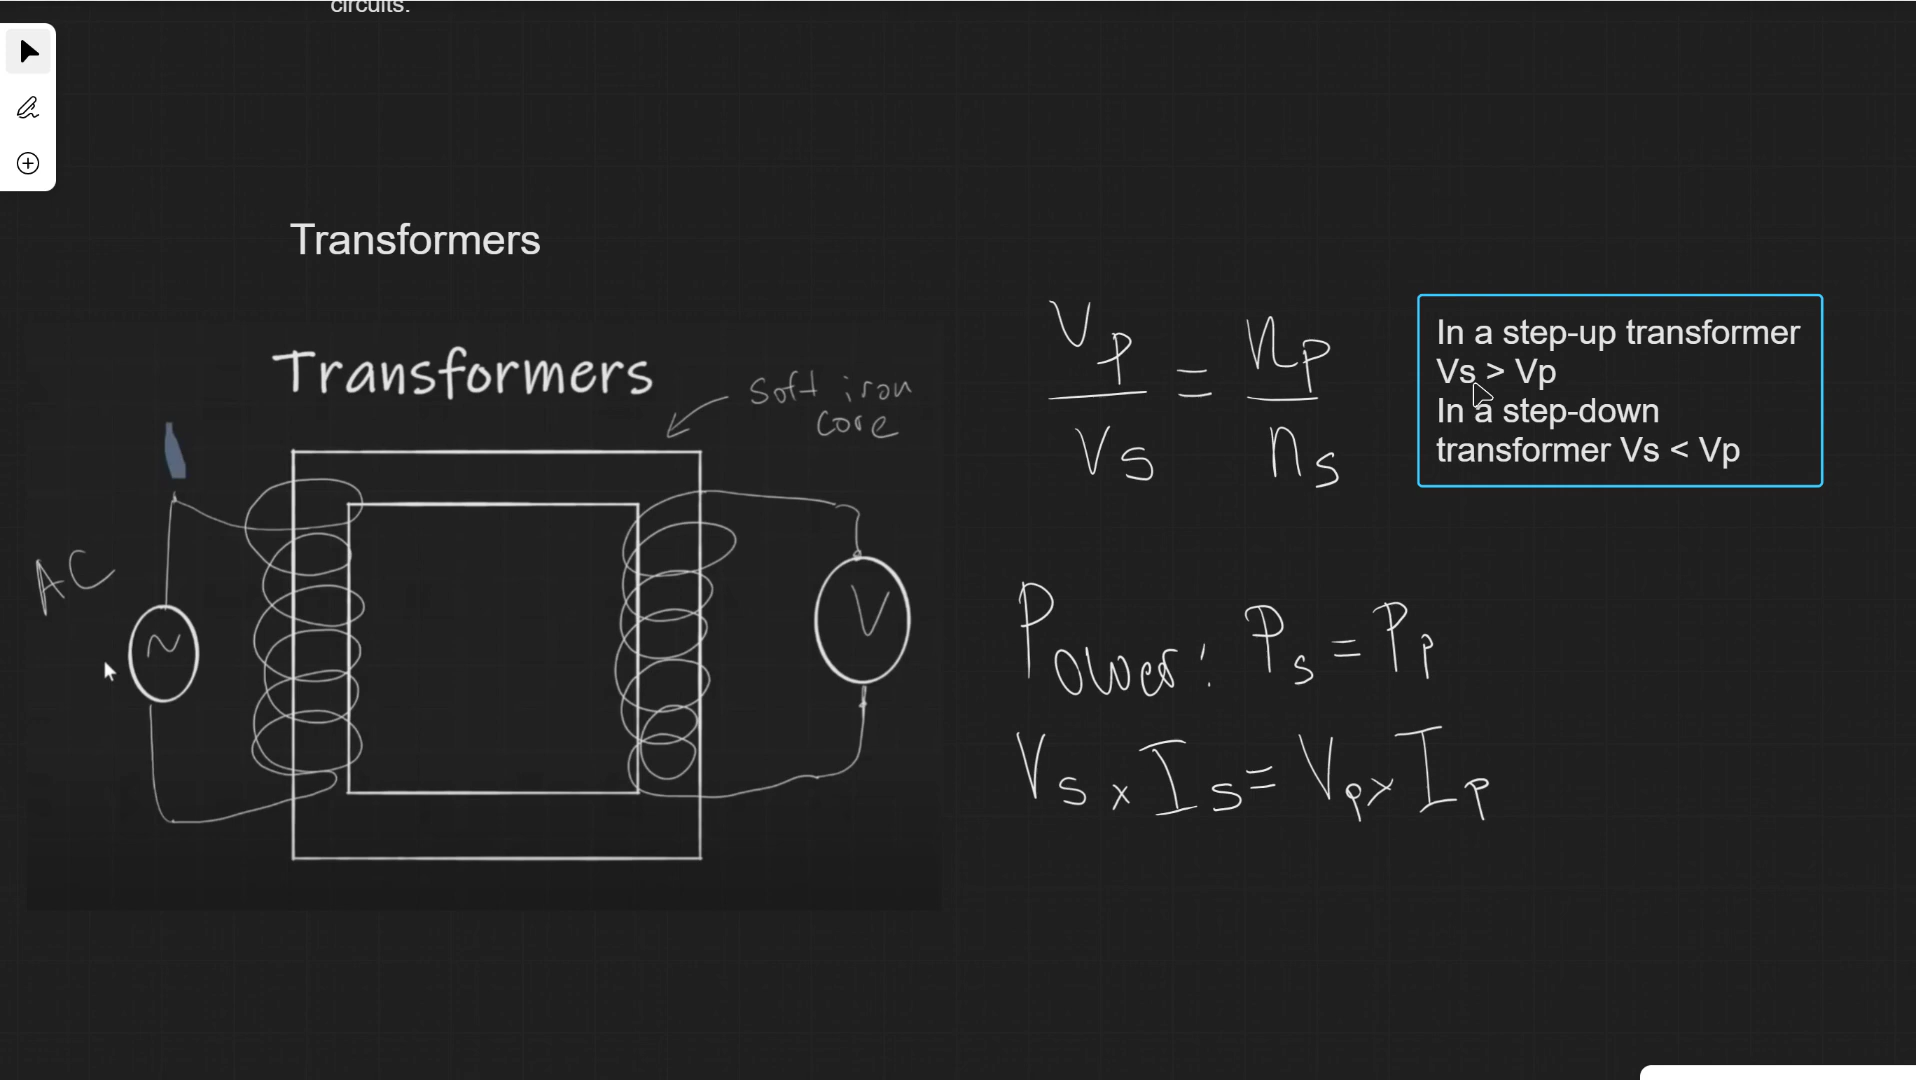 circuits.
Transformers
Transformers
soft iron
core
AC
~
V
Vp/Vs = np/ns
In a step-up transformer
Vs > Vp
In a step-down
transformer Vs < Vp
Power: Ps = Pp
Vs x Is = Vp x Ip